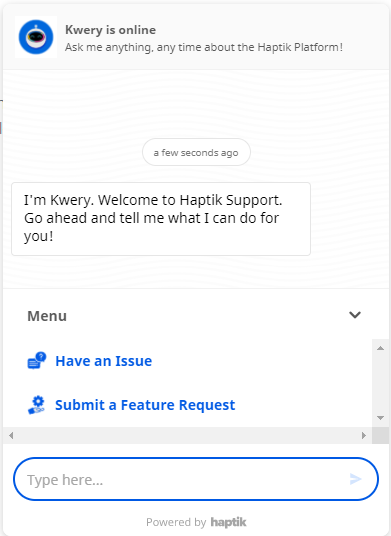 Kwery is online
Ask me anything, any time about the Haptik Platform!
a few seconds ago
I'm Kwery. Welcome to Haptik Support.
Go ahead and tell me what I can do for
you!
Menu
Have an Issue
Submit a Feature Request
Type here...
Powered by haptik